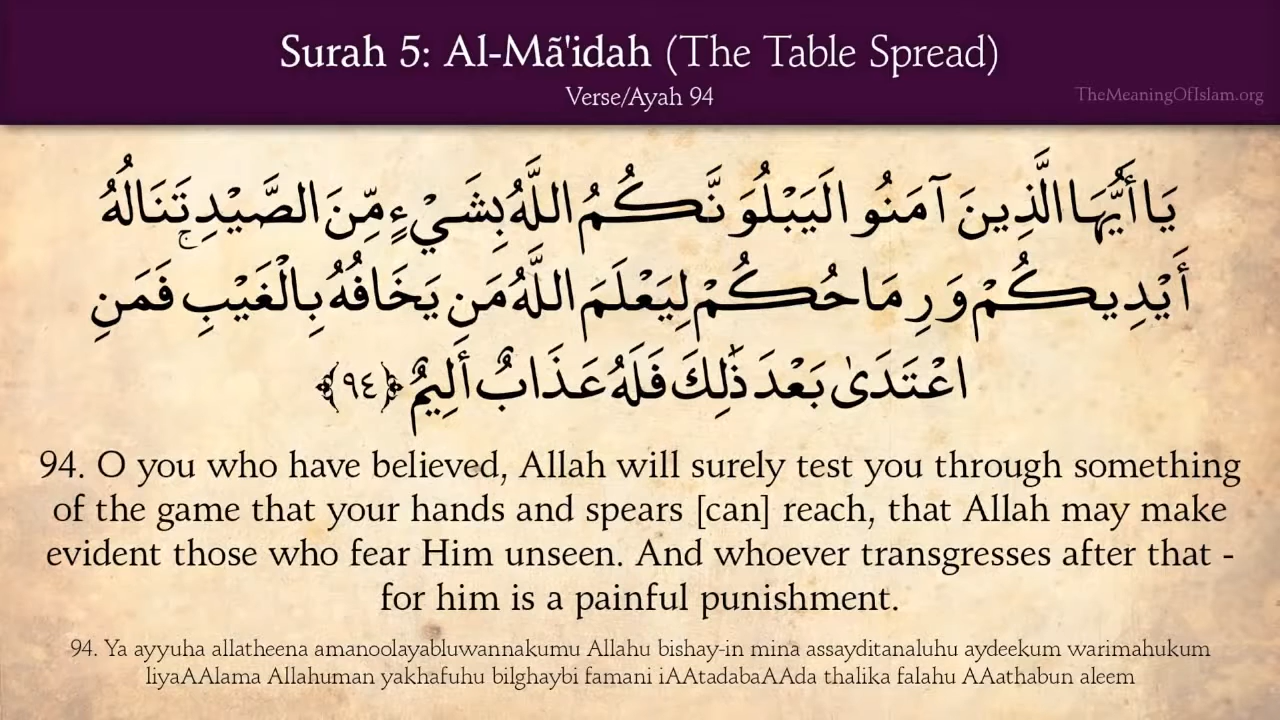 Surah 5: Al-Mã'idah (The Table Spread)
Verse/Ayah 94
TheMeaningOfIslam.org
يَا أَيُّهَا الَّذِينَ آمَنُوا لَيَبْلُوَنَّكُمُ اللَّهُ بِشَيْءٍ مِّنَ الصَّيْدِ تَنَالُهُ
أَيْدِيكُمْ وَرِمَاحُكُمْ لِيَعْلَمَ اللَّهُ مَن يَخَافُهُ بِالْغَيْبِ ۚ فَمَنِ
اعْتَدَىٰ بَعْدَ ذَٰلِكَ فَلَهُ عَذَابٌ أَلِيمٌ ﴿٩٤﴾
94. O you who have believed, Allah will surely test you through something
of the game that your hands and spears [can] reach, that Allah may make
evident those who fear Him unseen. And whoever transgresses after that -
for him is a painful punishment.
94. Ya ayyuha allatheena amanoolayabluwannakumu Allahu bishay-in mina assayditanaluhu aydeekum warimahukum
liyaAAlama Allahuman yakhafuhu bilghaybi famani iAAtadabaAAda thalika falahu AAathabun aleem